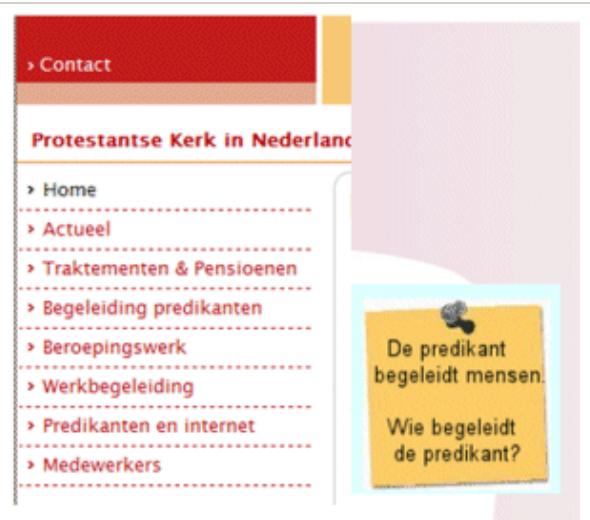 › Contact
Protestantse Kerk in Nederland
› Home
› Actueel
› Traktementen & Pensioenen
› Begeleiding predikanten
› Beroepingswerk
› Werkbegeleiding
› Predikanten en internet
› Medewerkers
De predikant
begeleidt mensen.
Wie begeleidt
de predikant?